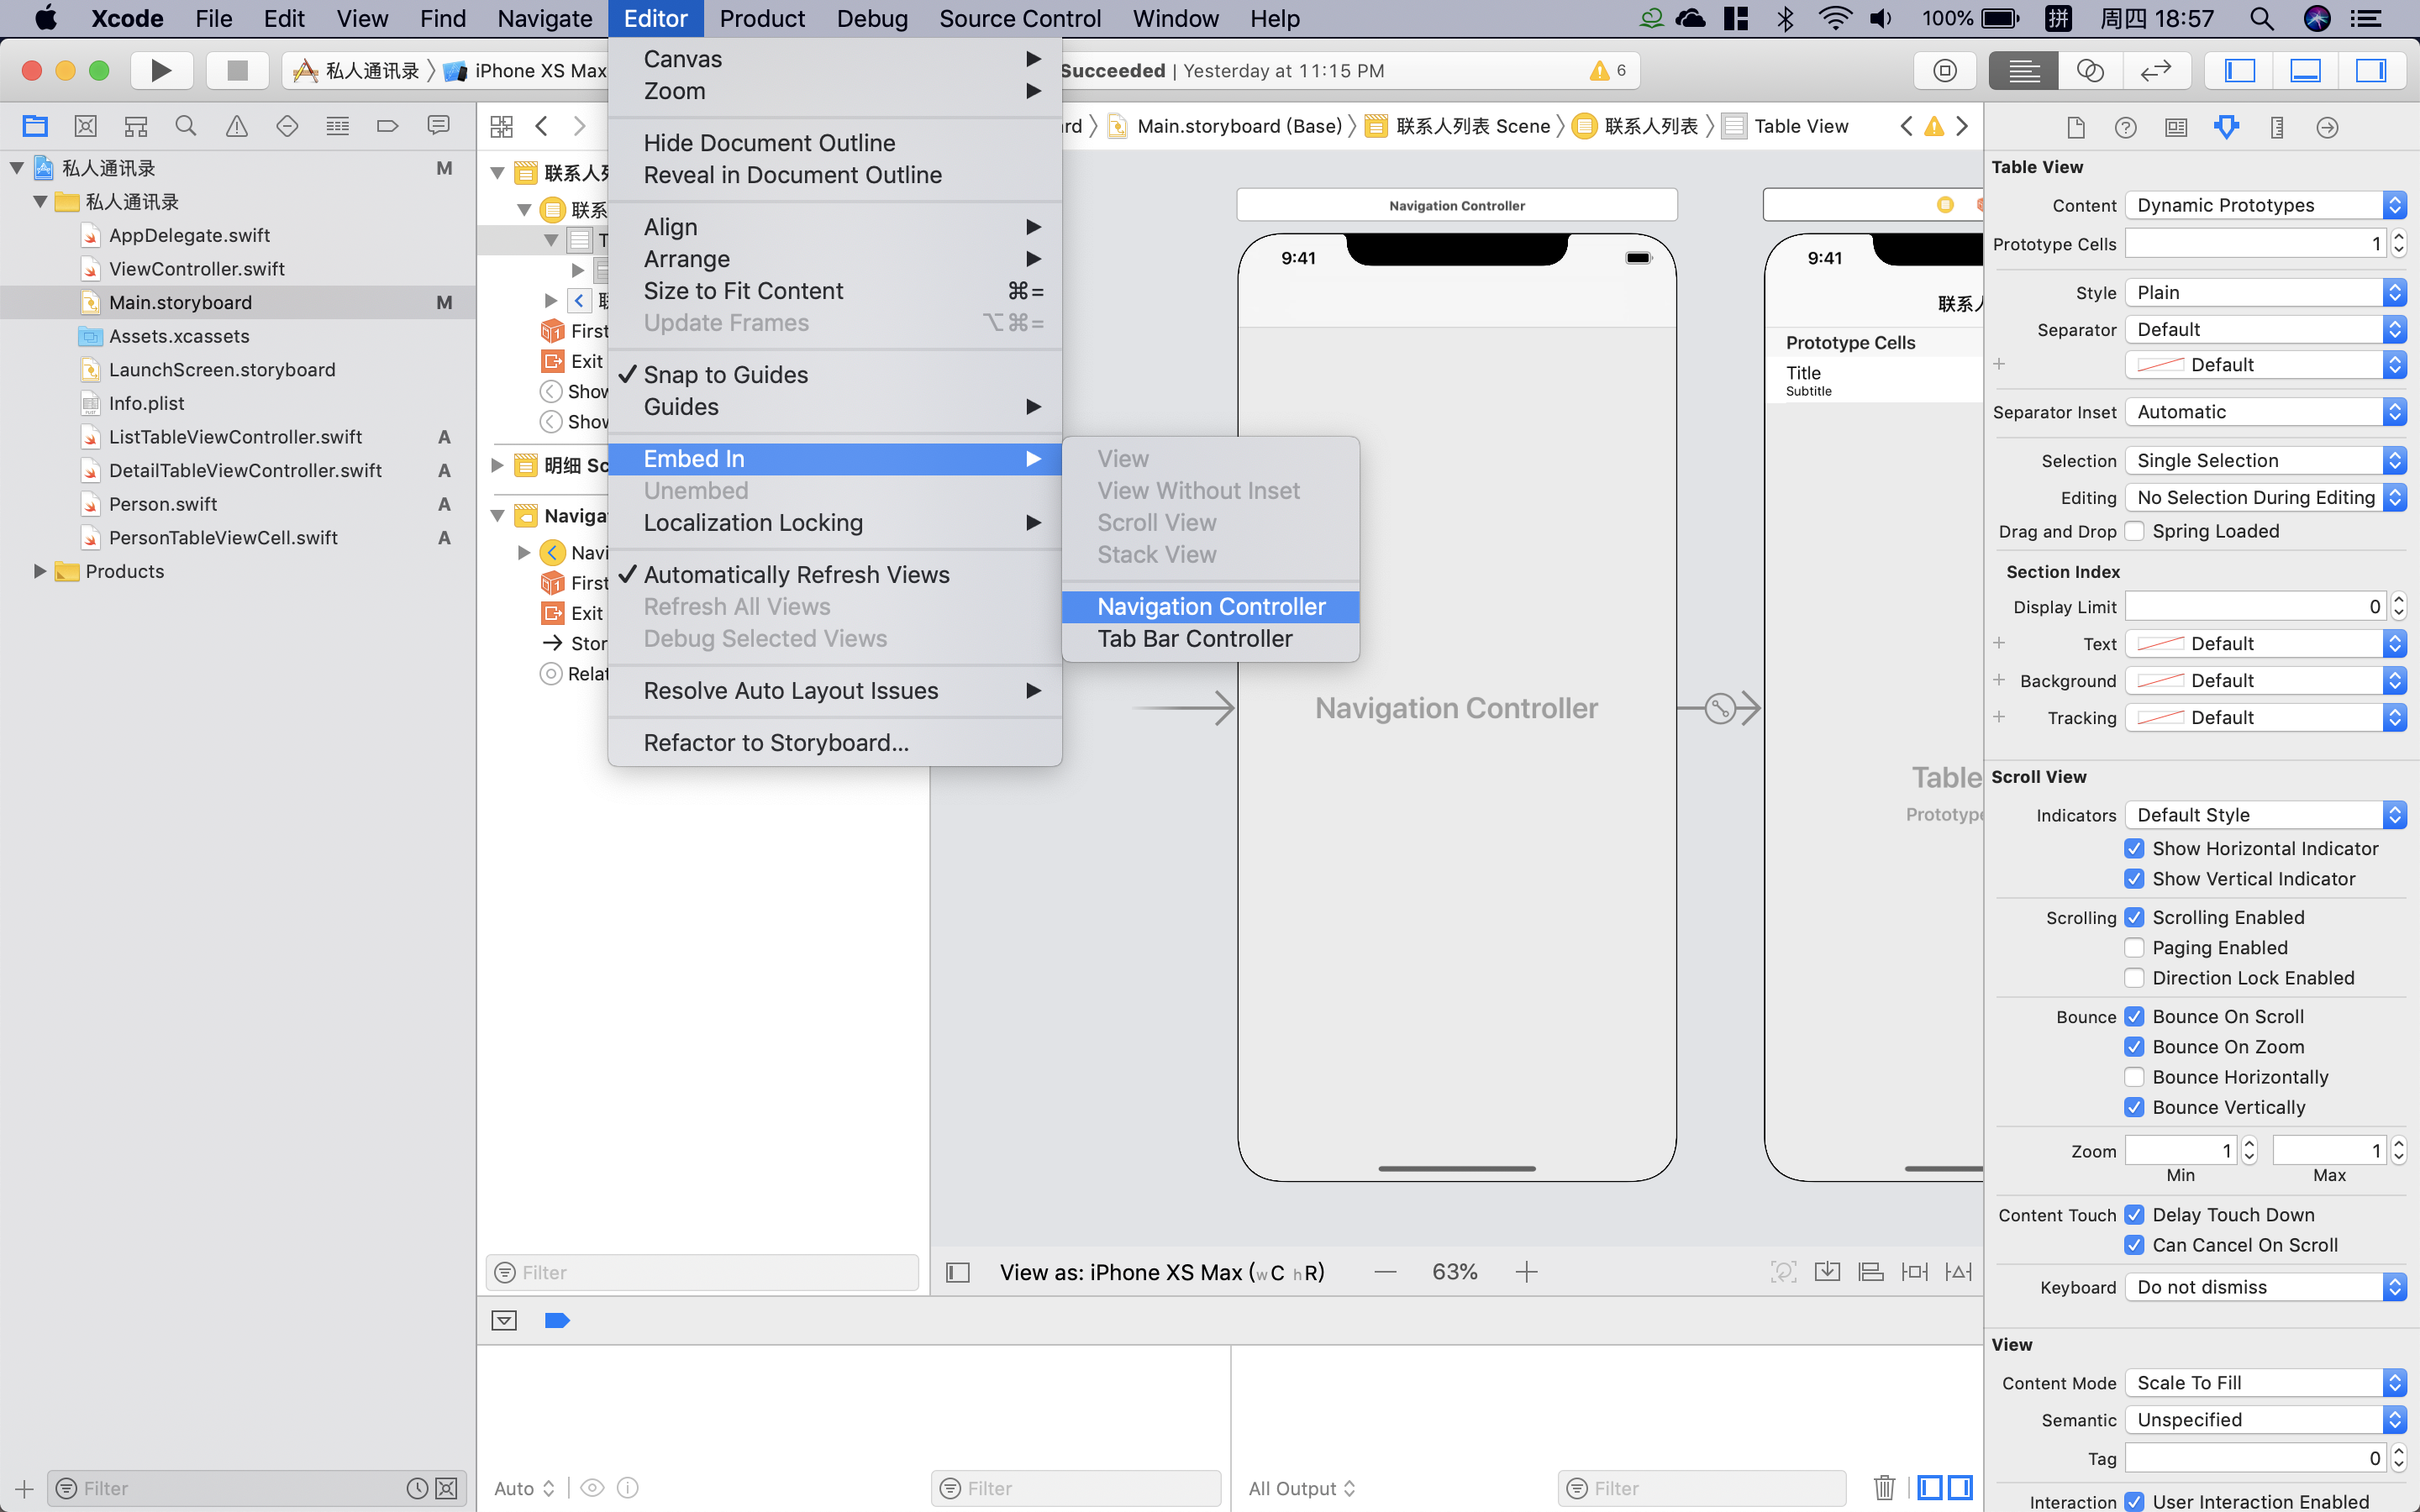 Xcode File Edit View Find Navigate Editor Product Debug Source Control Window Help 100% 拼 周四 18:57
私人通讯录 iPhone XS Max
Succeeded | Yesterday at 11:15 PM 6
Main.storyboard (Base) 联系人列表 Scene 联系人列表 Table View
私人通讯录 M
私人通讯录
AppDelegate.swift
ViewController.swift
Main.storyboard M
Assets.xcassets
LaunchScreen.storyboard
Info.plist
ListTableViewController.swift A
DetailTableViewController.swift A
Person.swift A
PersonTableViewCell.swift A
Products
Filter
联系人
联系
T
First
Exit
Show
Show
明细 Sc
Naviga
Navi
First
Exit
Stor
Relat
Filter
Canvas
Zoom
Hide Document Outline
Reveal in Document Outline
Align
Arrange
Size to Fit Content ⌘=
Update Frames ⌥⌘=
✓ Snap to Guides
Guides
Embed In
Unembed
Localization Locking
✓ Automatically Refresh Views
Refresh All Views
Debug Selected Views
Resolve Auto Layout Issues
Refactor to Storyboard...
View
View Without Inset
Scroll View
Stack View
Navigation Controller
Tab Bar Controller
Navigation Controller
9:41
Navigation Controller
9:41
联系人
Prototype Cells
Title
Subtitle
Table
Prototype
View as: iPhone XS Max (wC hR) — 63% +
Auto
Filter
All Output
Filter
Table View
Content Dynamic Prototypes
Prototype Cells 1
Style Plain
Separator Default
Default
Separator Inset Automatic
Selection Single Selection
Editing No Selection During Editing
Drag and Drop Spring Loaded
Section Index
Display Limit 0
Text Default
Background Default
Tracking Default
Scroll View
Indicators Default Style
Show Horizontal Indicator
Show Vertical Indicator
Scrolling Scrolling Enabled
Paging Enabled
Direction Lock Enabled
Bounce Bounce On Scroll
Bounce On Zoom
Bounce Horizontally
Bounce Vertically
Zoom 1 1
Min Max
Content Touch Delay Touch Down
Can Cancel On Scroll
Keyboard Do not dismiss
View
Content Mode Scale To Fill
Semantic Unspecified
Tag 0
Interaction User Interaction Enabled